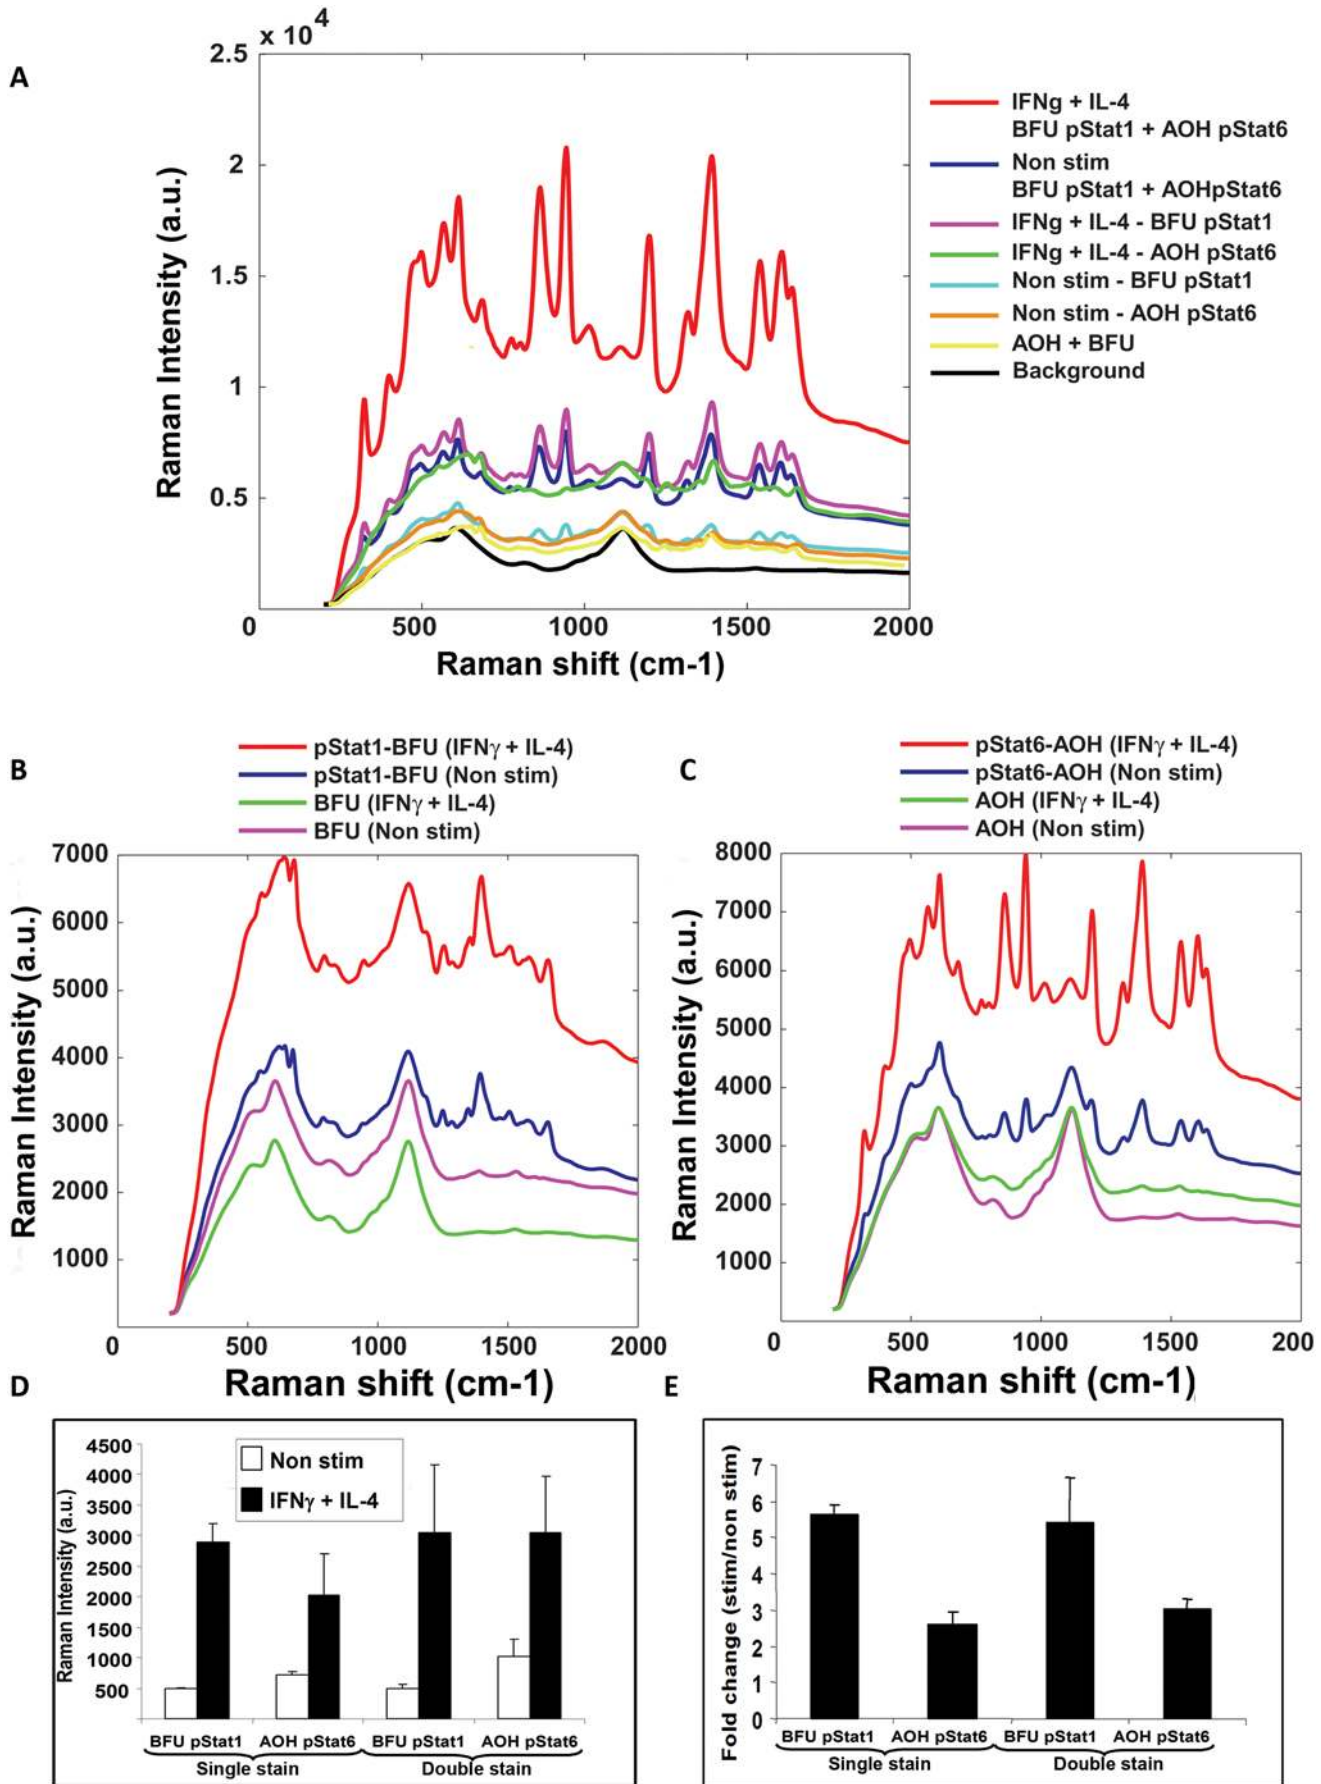 A
x 10^4
2.5
2
1.5
1
0.5
0
500
1000
1500
2000
Raman Intensity (a.u.)
Raman shift (cm-1)
IFNg + IL-4
BFU pStat1 + AOH pStat6
Non stim
BFU pStat1 + AOHpStat6
IFNg + IL-4 - BFU pStat1
IFNg + IL-4 - AOH pStat6
Non stim - BFU pStat1
Non stim - AOH pStat6
AOH + BFU
Background
B
pStat1-BFU (IFNγ + IL-4)
pStat1-BFU (Non stim)
BFU (IFNγ + IL-4)
BFU (Non stim)
7000
6000
5000
4000
3000
2000
1000
0
500
1000
1500
2000
Raman Intensity (a.u.)
Raman shift (cm-1)
C
pStat6-AOH (IFNγ + IL-4)
pStat6-AOH (Non stim)
AOH (IFNγ + IL-4)
AOH (Non stim)
8000
7000
6000
5000
4000
3000
2000
1000
0
500
1000
1500
200
Raman Intensity (a.u.)
Raman shift (cm-1)
D
4500
4000
3500
3000
2500
2000
1500
1000
500
Raman Intensity (a.u.)
Non stim
IFNγ + IL-4
BFU pStat1
AOH pStat6
BFU pStat1
AOH pStat6
Single stain
Double stain
E
7
6
5
4
3
2
1
0
Fold change (stim/non stim)
BFU pStat1
AOH pStat6
BFU pStat1
AOH pStat6
Single stain
Double stain